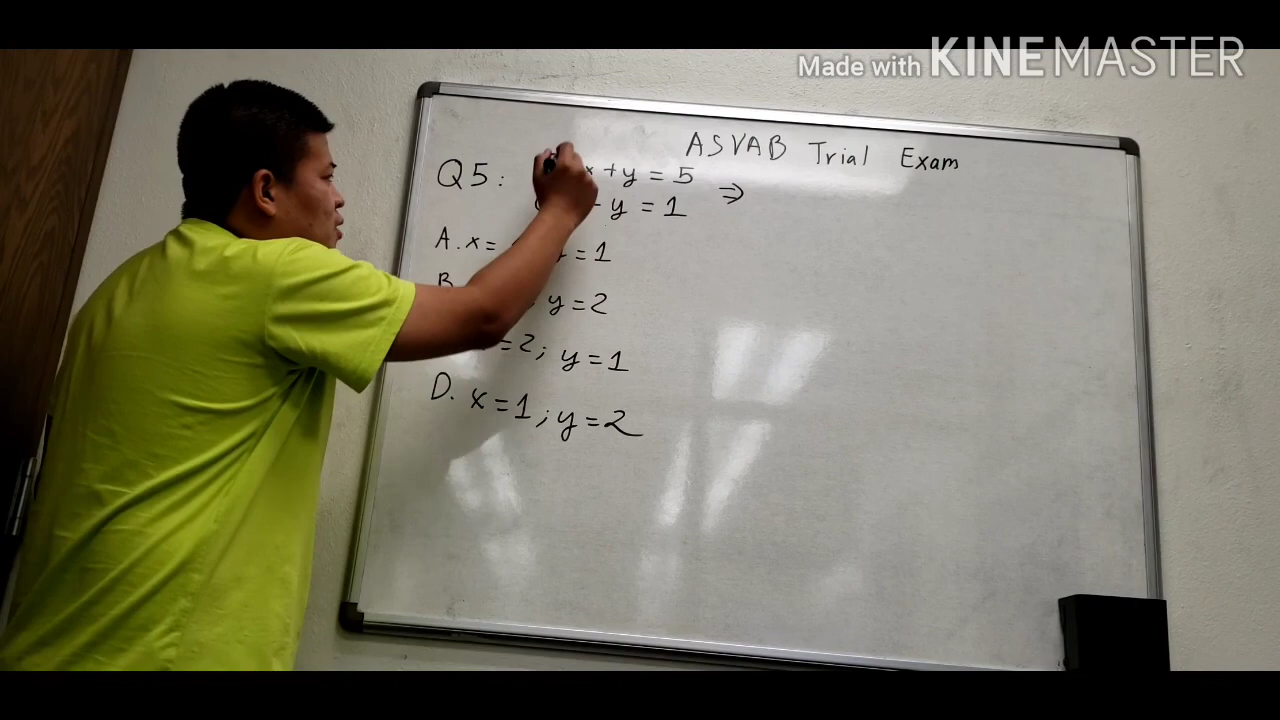 Made with KINEMASTER
ASVAB Trial Exam
Q5: x + y = 5 ⇒
- y = 1
A. x = = 1
y = 2
= 2; y = 1
D. x = 1; y = 2